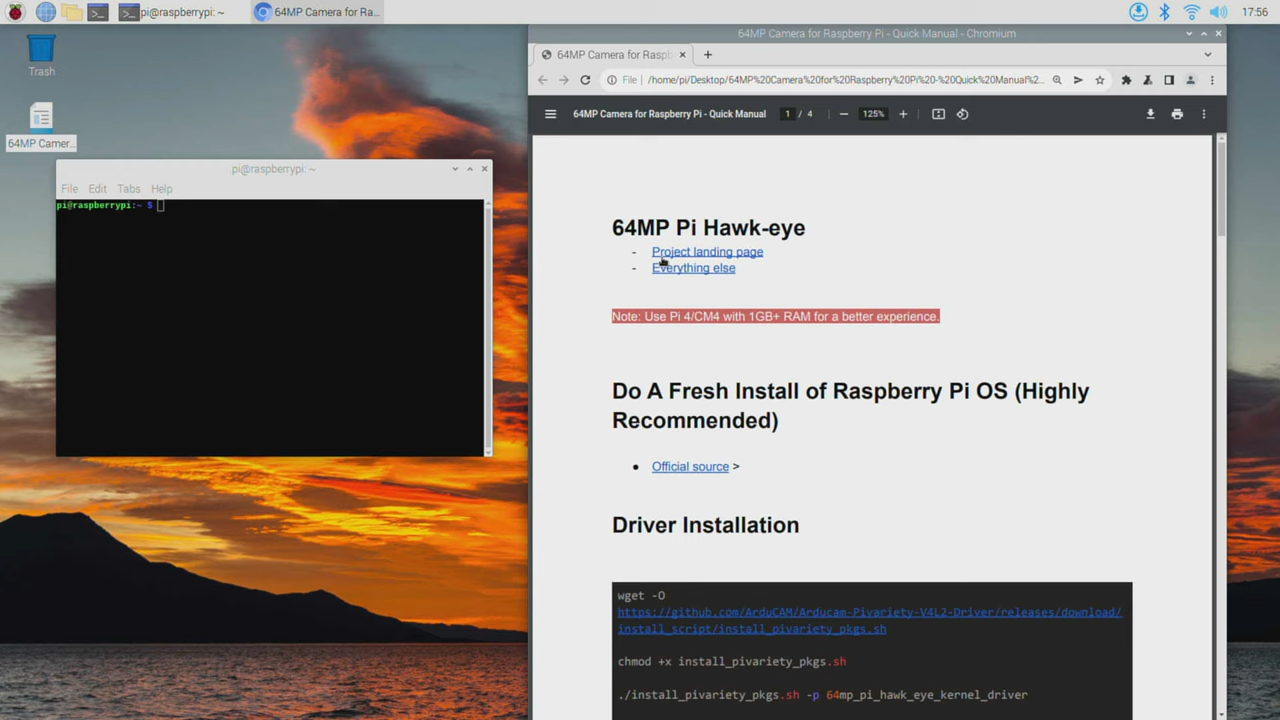 pi@raspberrypi: ~
64MP Camera for Ra...
17:56
Trash
64MP Camer...
pi@raspberrypi: ~
File Edit Tabs Help
pi@raspberrypi:~ $
64MP Camera for Raspberry Pi - Quick Manual - Chromium
64MP Camera for Raspb
File /home/pi/Desktop/64MP%20Camera%20for%20Raspberry%20Pi%20-%20Quick%20Manual%...
64MP Camera for Raspberry Pi - Quick Manual 1 / 4 125%
64MP Pi Hawk-eye
- Project landing page
- Everything else
Note: Use Pi 4/CM4 with 1GB+ RAM for a better experience.
Do A Fresh Install of Raspberry Pi OS (Highly
Recommended)
● Official source >
Driver Installation
wget -O
https://github.com/ArduCAM/Arducam-Pivariety-V4L2-Driver/releases/download/
install_script/install_pivariety_pkgs.sh
chmod +x install_pivariety_pkgs.sh
./install_pivariety_pkgs.sh -p 64mp_pi_hawk_eye_kernel_driver